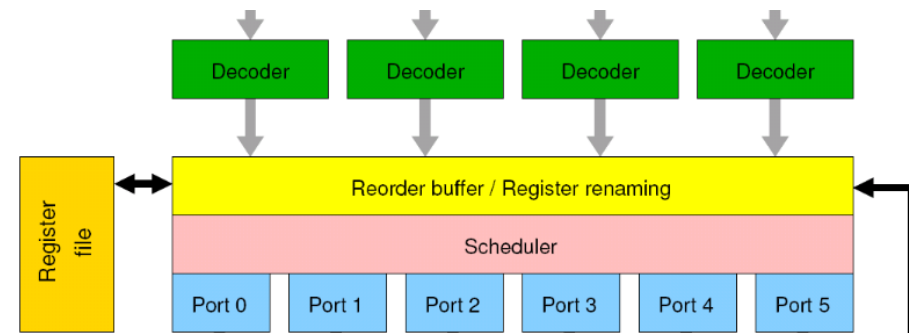 Decoder
Decoder
Decoder
Decoder
Register
file
Reorder buffer / Register renaming
Scheduler
Port 0
Port 1
Port 2
Port 3
Port 4
Port 5